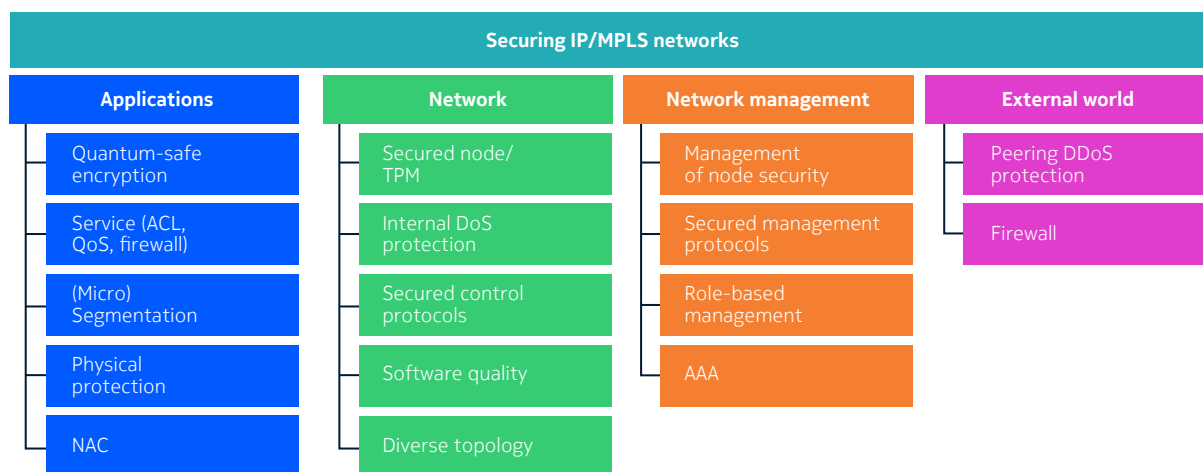 Securing IP/MPLS networks
Applications
Quantum-safe
encryption
Service (ACL,
QoS, firewall)
(Micro)
Segmentation
Physical
protection
NAC
Network
Secured node/
TPM
Internal DoS
protection
Secured control
protocols
Software quality
Diverse topology
Network management
Management
of node security
Secured management
protocols
Role-based
management
AAA
External world
Peering DDoS
protection
Firewall